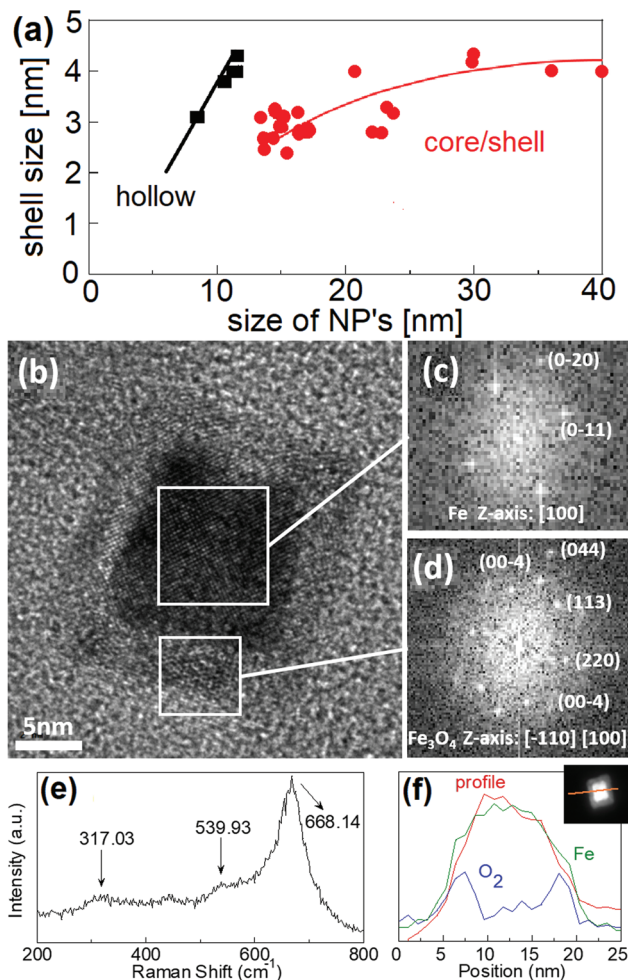 (a)
shell size [nm]
5
4
3
2
1
0
hollow
core/shell
0
10
20
30
40
size of NP's [nm]
(b)
5nm
(c)
(0-20)
(0-11)
Fe Z-axis: [100]
(d)
(00-4)
(044)
(113)
(220)
(00-4)
Fe3O4 Z-axis: [-110] [100]
(e)
Intensity (a.u.)
317.03
539.93
668.14
200 400 600 800
Raman Shift (cm-1)
(f)
profile
Fe
O2
0 5 10 15 20 25
Position (nm)